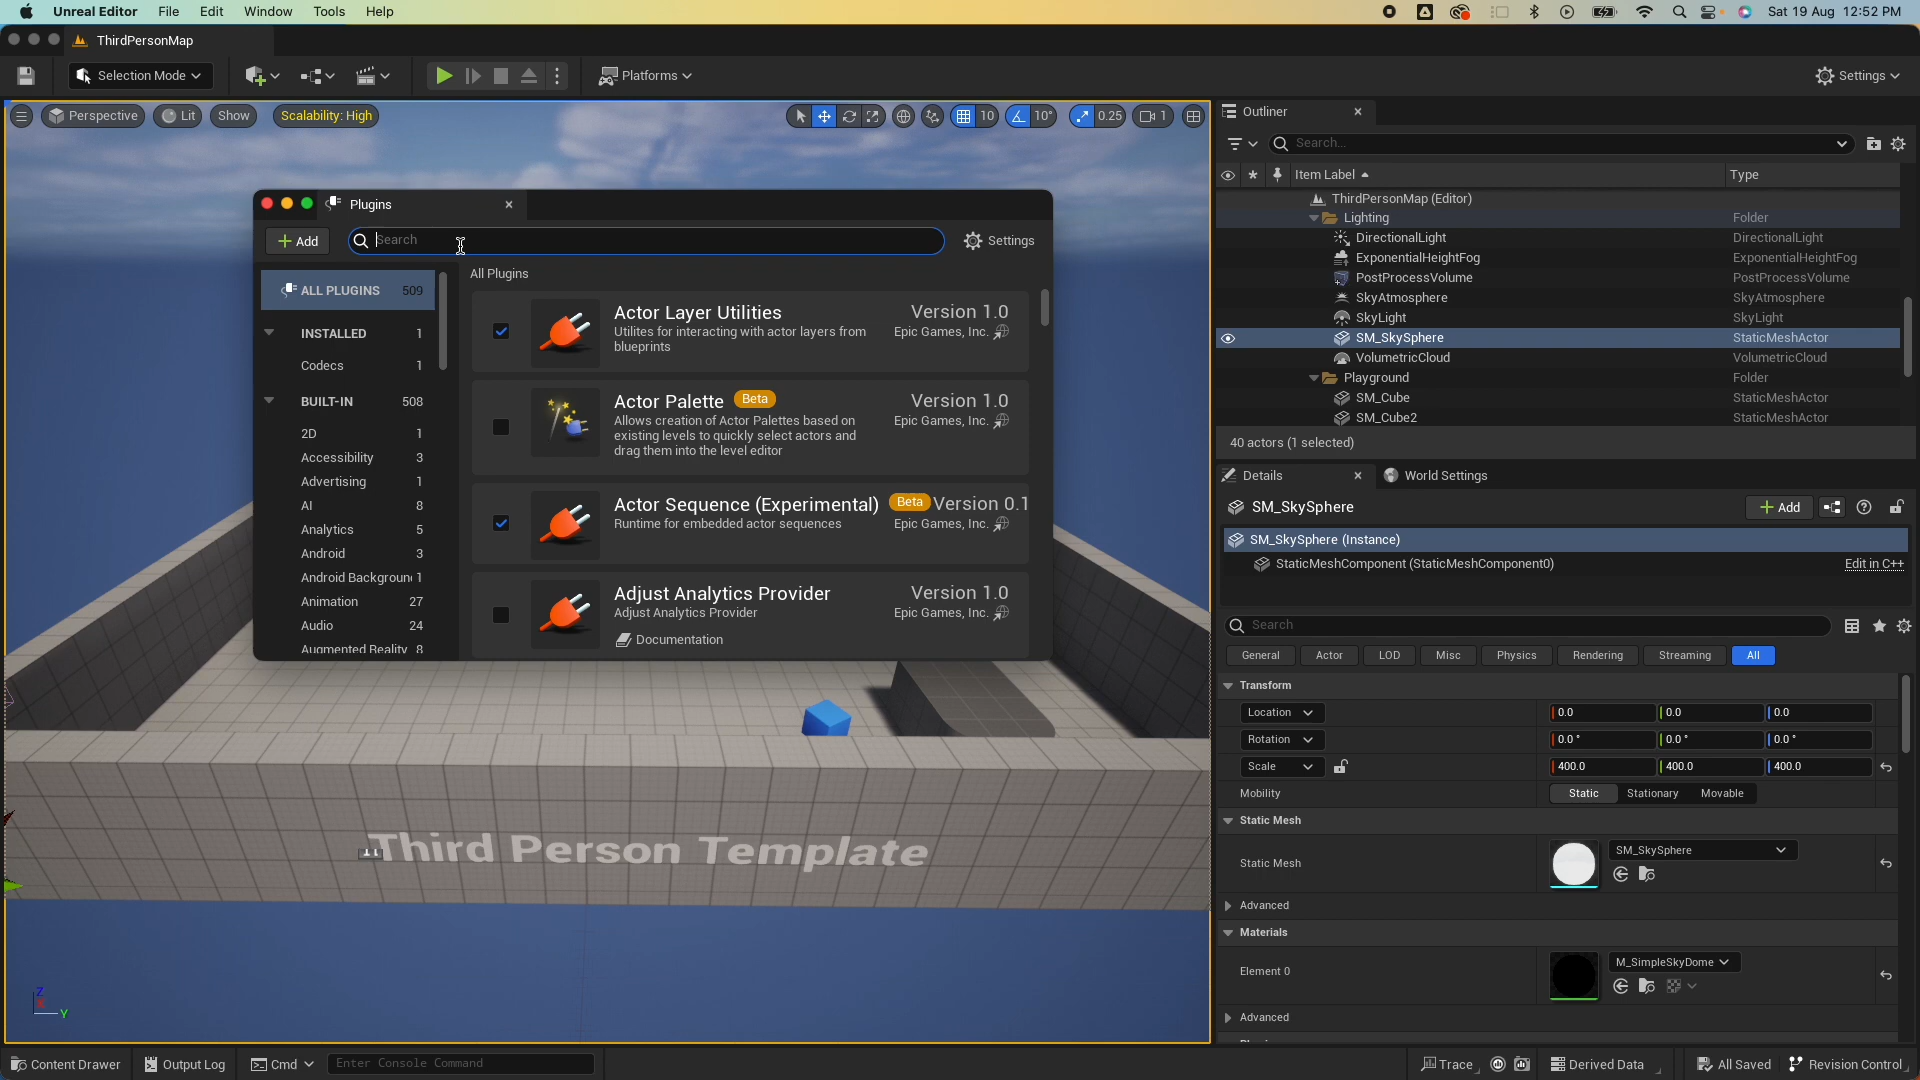 Unreal Editor File Edit Window Tools Help Sat 19 Aug 12:52 PM
ThirdPersonMap
Selection Mode Platforms Settings
Perspective Lit Show Scalability: High 10 10° 0.25 1
Plugins
+ Add Search Settings
ALL PLUGINS 509
INSTALLED 1
Codecs 1
BUILT-IN 508
2D 1
Accessibility 3
Advertising 1
AI 8
Analytics 5
Android 3
Android Backgroun 1
Animation 27
Audio 24
Augmented Reality 8
All Plugins
Actor Layer Utilities Version 1.0
Utilites for interacting with actor layers from Epic Games, Inc.
blueprints
Actor Palette Beta Version 1.0
Allows creation of Actor Palettes based on Epic Games, Inc.
existing levels to quickly select actors and
drag them into the level editor
Actor Sequence (Experimental) Beta Version 0.1
Runtime for embedded actor sequences Epic Games, Inc.
Adjust Analytics Provider Version 1.0
Adjust Analytics Provider Epic Games, Inc.
Documentation
Third Person Template
Z
Y
Outliner
Search...
Item Label Type
ThirdPersonMap (Editor)
Lighting Folder
DirectionalLight DirectionalLight
ExponentialHeightFog ExponentialHeightFog
PostProcessVolume PostProcessVolume
SkyAtmosphere SkyAtmosphere
SkyLight SkyLight
SM_SkySphere StaticMeshActor
VolumetricCloud VolumetricCloud
Playground Folder
SM_Cube StaticMeshActor
SM_Cube2 StaticMeshActor
40 actors (1 selected)
Details World Settings
SM_SkySphere + Add
SM_SkySphere (Instance)
StaticMeshComponent (StaticMeshComponent0) Edit in C++
Search
General Actor LOD Misc Physics Rendering Streaming All
Transform
Location 0.0 0.0 0.0
Rotation 0.0 ° 0.0 ° 0.0 °
Scale 400.0 400.0 400.0
Mobility Static Stationary Movable
Static Mesh
Static Mesh SM_SkySphere
Advanced
Materials
Element 0 M_SimpleSkyDome
Advanced
Content Drawer Output Log Cmd Enter Console Command Trace Derived Data All Saved Revision Control